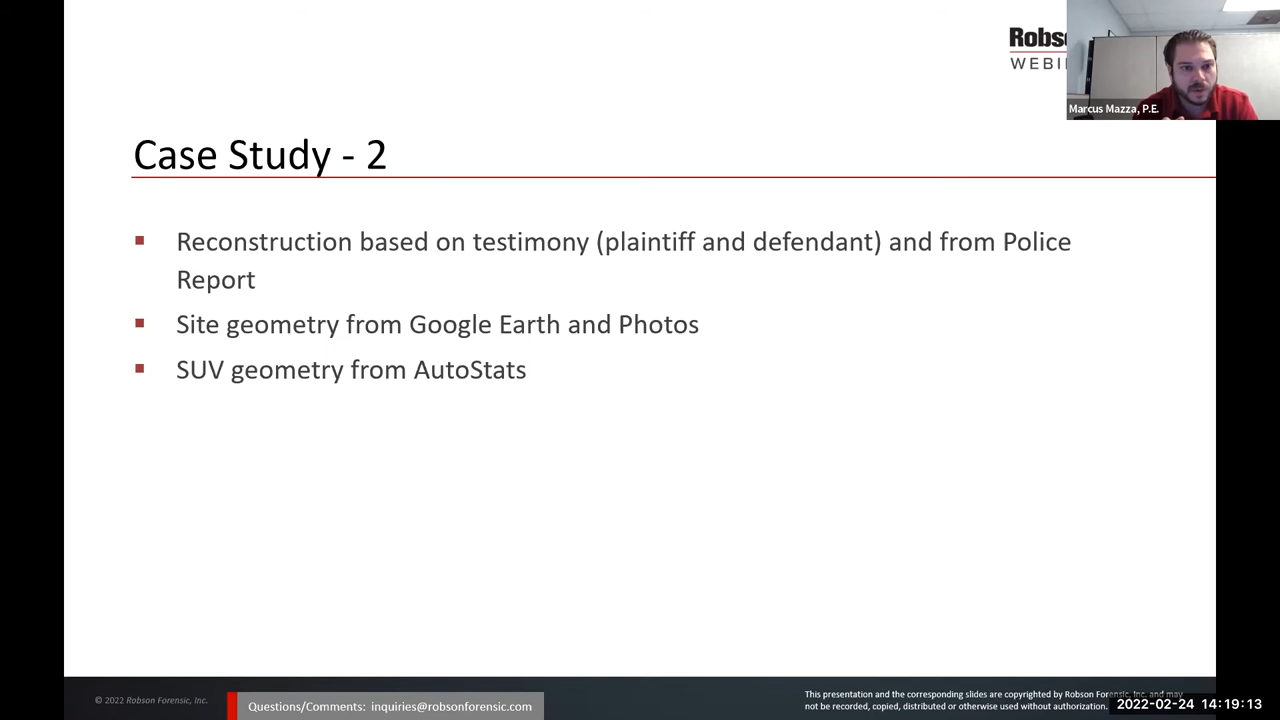 Robs
WEBI
Marcus Mazza, P.E.
Case Study - 2
Reconstruction based on testimony (plaintiff and defendant) and from Police
Report
Site geometry from Google Earth and Photos
SUV geometry from AutoStats
© 2022 Robson Forensic, Inc.
Questions/Comments: inquiries@robsonforensic.com
This presentation and the corresponding slides are copyrighted by Robson Forensic, Inc. and may
not be recorded, copied, distributed or otherwise used without authorization.
2022-02-24 14:19:13